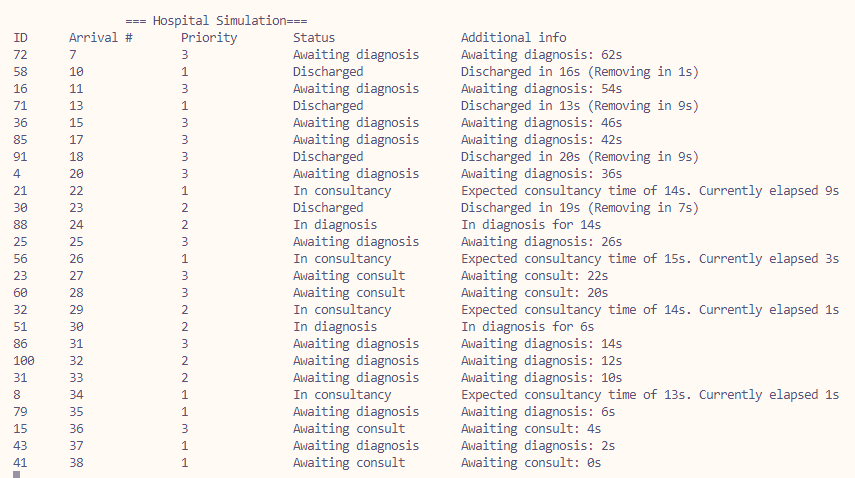 === Hospital Simulation===
ID Arrival # Priority Status Additional info
72 7 3 Awaiting diagnosis Awaiting diagnosis: 62s
58 10 1 Discharged Discharged in 16s (Removing in 1s)
16 11 3 Awaiting diagnosis Awaiting diagnosis: 54s
71 13 1 Discharged Discharged in 13s (Removing in 9s)
36 15 3 Awaiting diagnosis Awaiting diagnosis: 46s
85 17 3 Awaiting diagnosis Awaiting diagnosis: 42s
91 18 3 Discharged Discharged in 20s (Removing in 9s)
4 20 3 Awaiting diagnosis Awaiting diagnosis: 36s
21 22 1 In consultancy Expected consultancy time of 14s. Currently elapsed 9s
30 23 2 Discharged Discharged in 19s (Removing in 7s)
88 24 2 In diagnosis In diagnosis for 14s
25 25 3 Awaiting diagnosis Awaiting diagnosis: 26s
56 26 1 In consultancy Expected consultancy time of 15s. Currently elapsed 3s
23 27 3 Awaiting consult Awaiting consult: 22s
60 28 3 Awaiting consult Awaiting consult: 20s
32 29 2 In consultancy Expected consultancy time of 14s. Currently elapsed 1s
51 30 2 In diagnosis In diagnosis for 6s
86 31 3 Awaiting diagnosis Awaiting diagnosis: 14s
100 32 2 Awaiting diagnosis Awaiting diagnosis: 12s
31 33 2 Awaiting diagnosis Awaiting diagnosis: 10s
8 34 1 In consultancy Expected consultancy time of 13s. Currently elapsed 1s
79 35 1 Awaiting diagnosis Awaiting diagnosis: 6s
15 36 3 Awaiting consult Awaiting consult: 4s
43 37 1 Awaiting diagnosis Awaiting diagnosis: 2s
41 38 1 Awaiting consult Awaiting consult: 0s